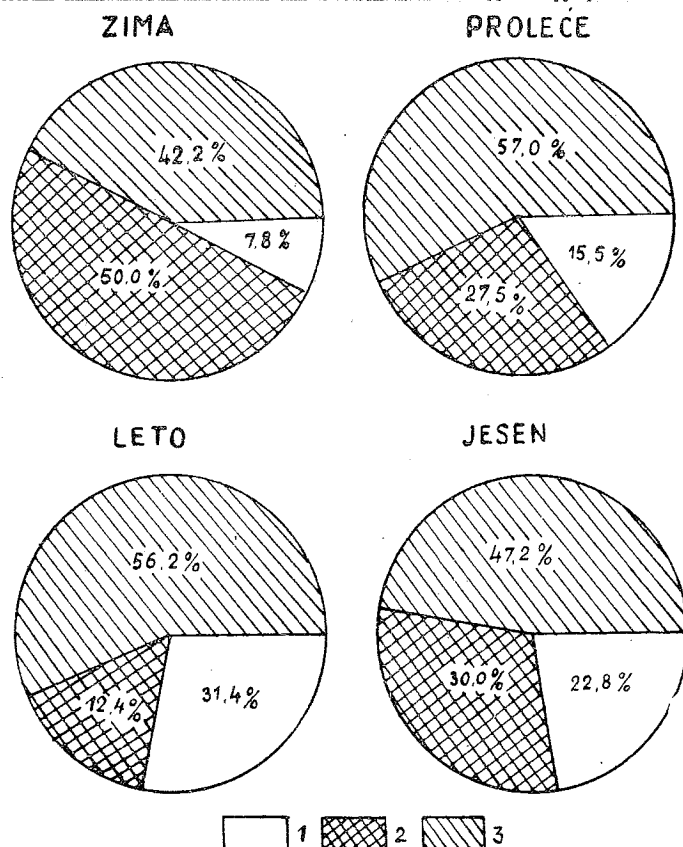 ZIMA
PROLEĆE
42,2%
7,8%
50,0%
57,0%
15,5%
27,5%
LETO
JESEN
56,2%
31,4%
12,4%
47,2%
22,8%
30,0%
1 2 3